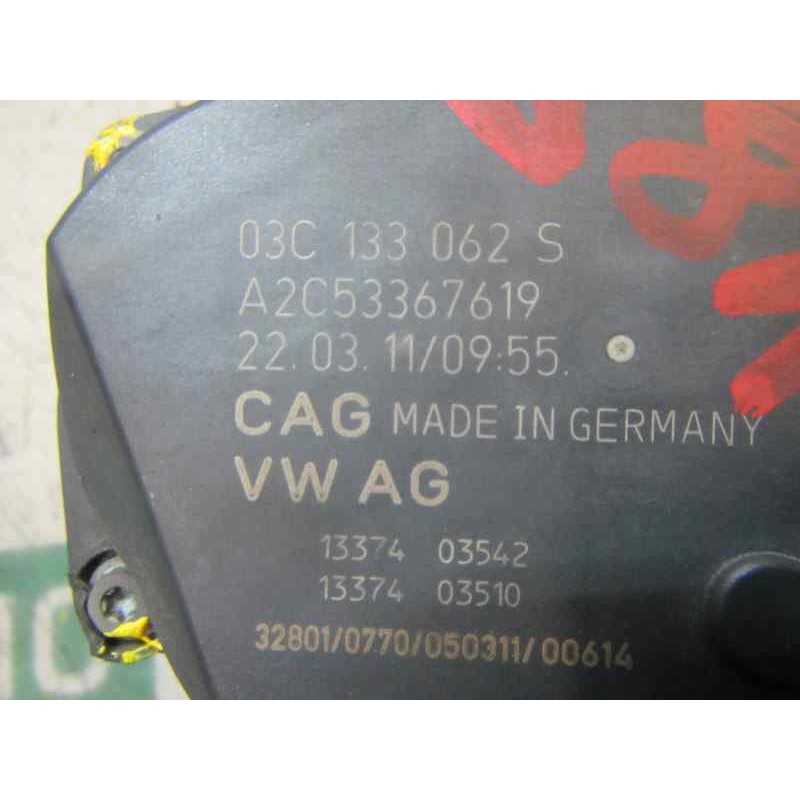 03C 133 062 S
A2C53367619
22.03.11/09:55.
CAG MADE IN GERMANY
VW AG
13374 03542
13374 03510
32801/0770/050311/00614